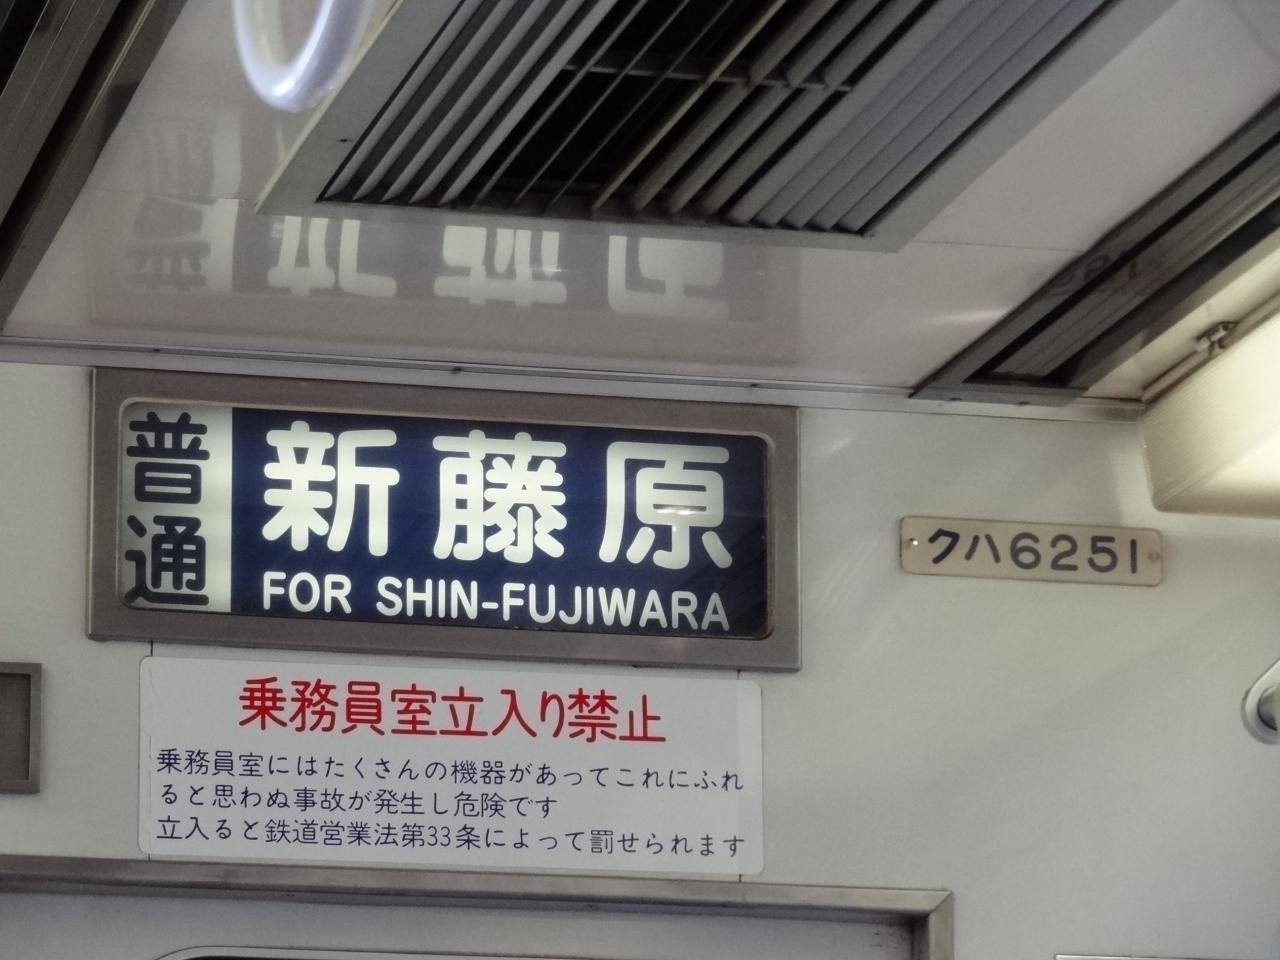 普通
新藤原
FOR SHIN-FUJIWARA
クハ6251
乗務員室立入り禁止
乗務員室にはたくさんの機器があってこれにふれ
ると思わぬ事故が発生し危険です
立入ると鉄道営業法第33条によって罰せられます